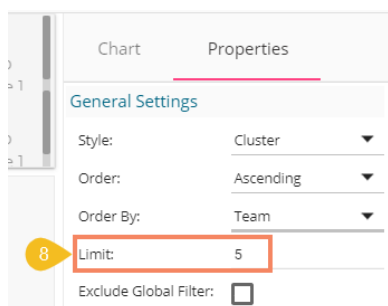 Chart Properties
General Settings
Style: Cluster
Order: Ascending
Order By: Team
8 Limit: 5
Exclude Global Filter: